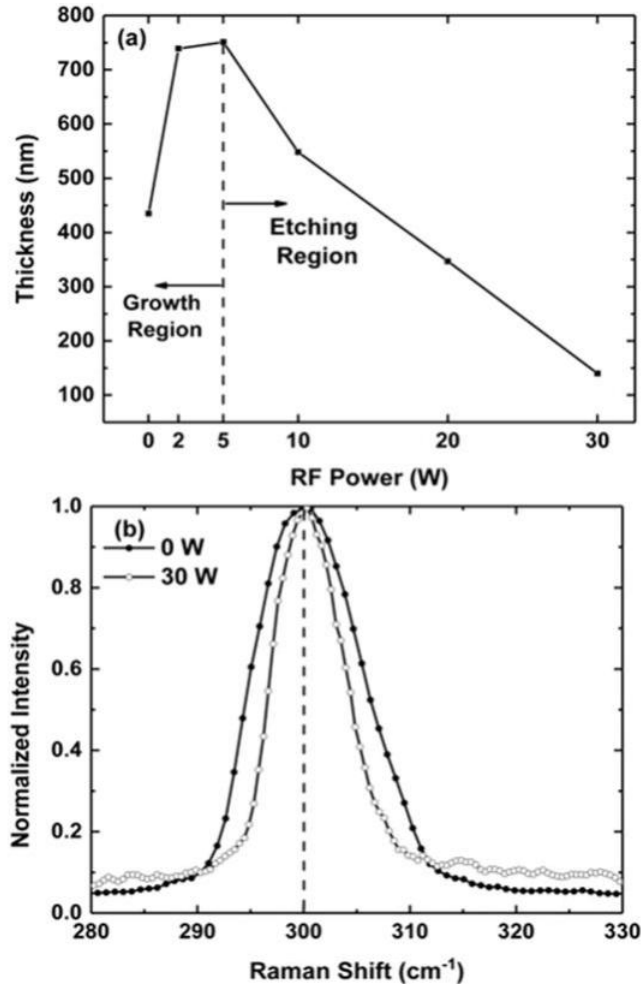 800
(a)
700
600
500
400
300
200
100
Thickness (nm)
Etching
Region
Growth
Region
0 2 5 10 20 30
RF Power (W)
1.0
(b)
0 W
30 W
0.8
0.6
0.4
0.2
0.0
Normalized Intensity
280 290 300 310 320 330
Raman Shift (cm⁻¹)